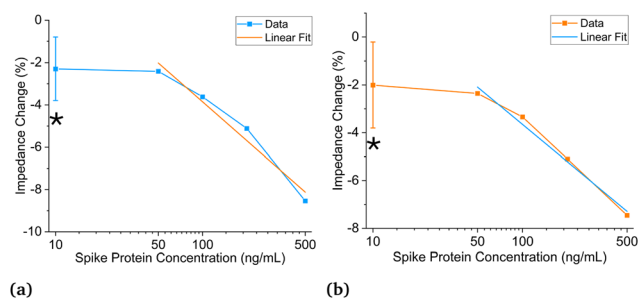 0
-2
-4
-6
-8
-10
Impedance Change (%)
10
50
100
500
Spike Protein Concentration (ng/mL)
Data
Linear Fit
*
(a)
0
-2
-4
-6
-8
Impedance Change (%)
10
50
100
500
Spike Protein Concentration (ng/mL)
Data
Linear Fit
*
(b)